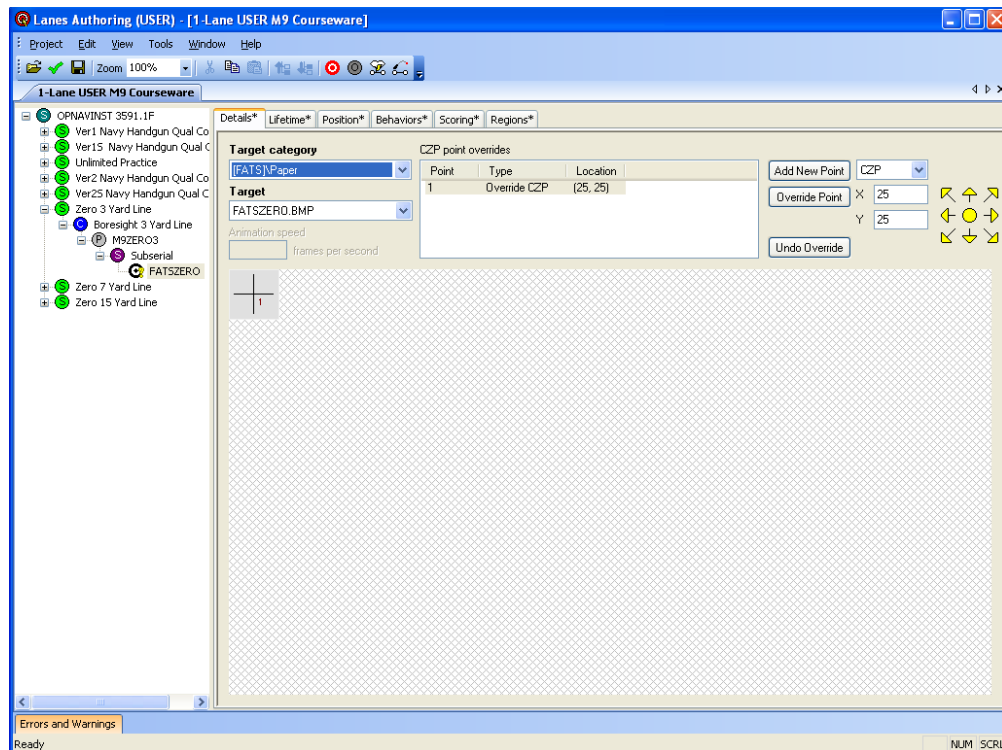 Lanes Authoring (USER) - [1-Lane USER M9 Courseware]
Project Edit View Tools Window Help
Zoom 100%
1-Lane USER M9 Courseware
OPNAVINST 3591.1F
Ver1 Navy Handgun Qual Co
Ver1S Navy Handgun Qual C
Unlimited Practice
Ver2 Navy Handgun Qual Co
Ver2S Navy Handgun Qual C
Zero 3 Yard Line
Boresight 3 Yard Line
M9ZERO3
Subserial
FATSZERO
Zero 7 Yard Line
Zero 15 Yard Line
Details* Lifetime* Position* Behaviors* Scoring* Regions*
Target category
[FATS]\Paper
Target
FATSZERO.BMP
Animation speed
frames per second
CZP point overrides
Point Type Location
1 Override CZP (25, 25)
Add New Point CZP
Override Point X 25
Y 25
Undo Override
1
Errors and Warnings
Ready NUM SCRL